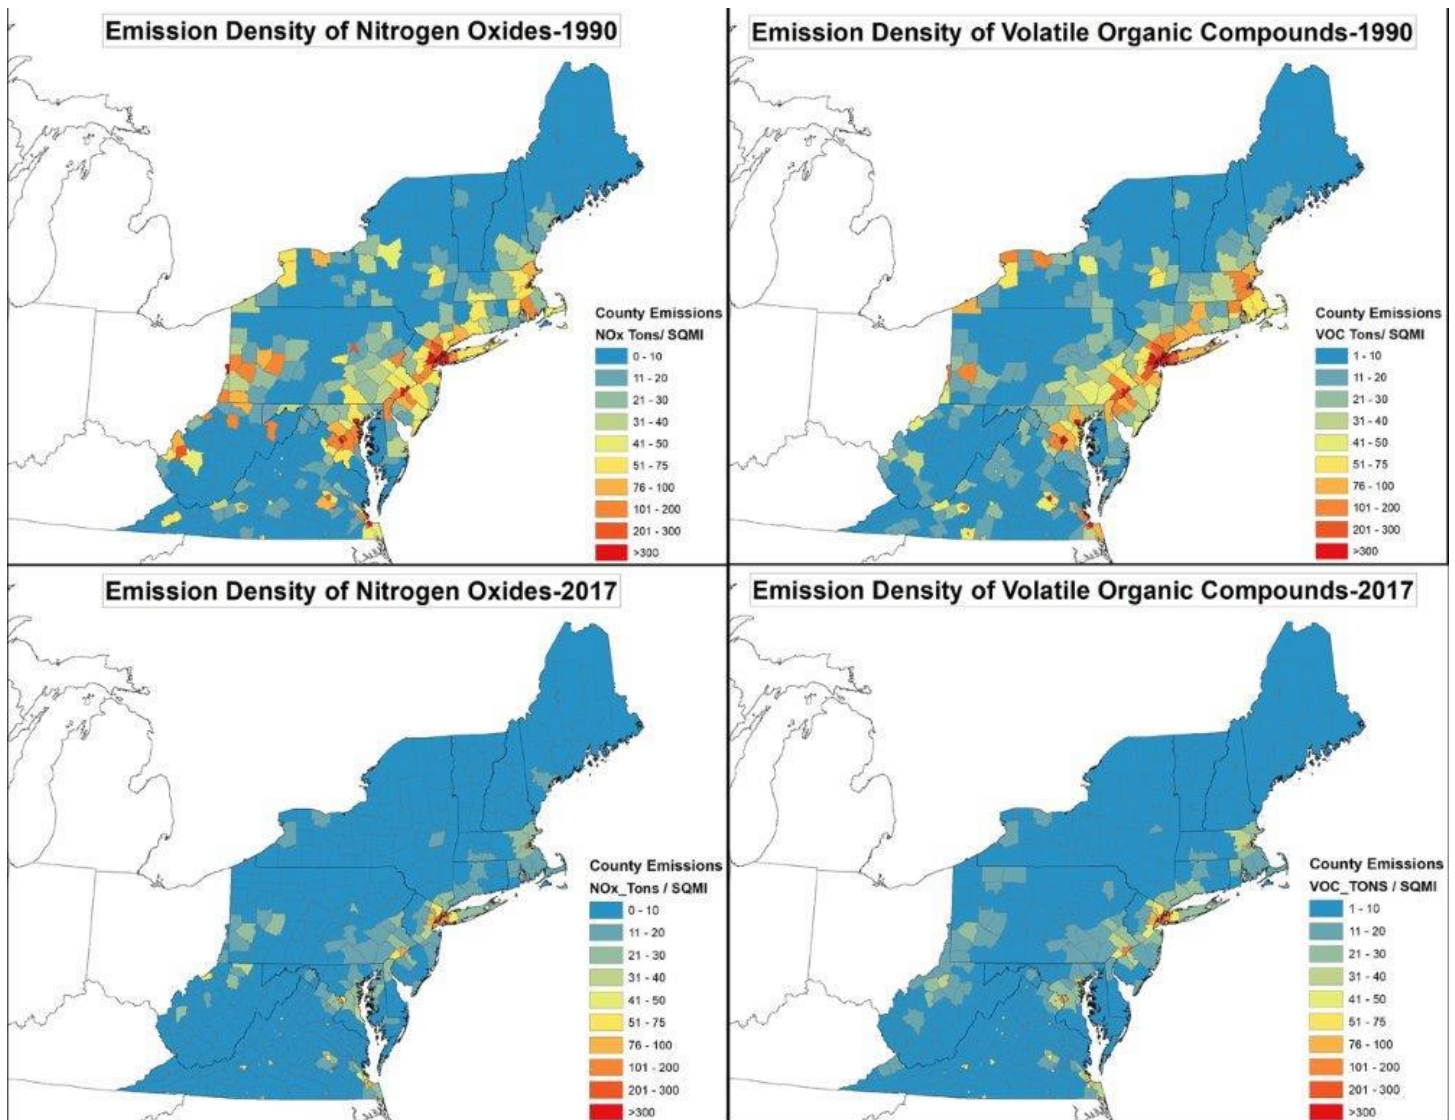 Emission Density of Nitrogen Oxides-1990
County Emissions
NOx Tons/ SQMI
0 - 10
11 - 20
21 - 30
31 - 40
41 - 50
51 - 75
76 - 100
101 - 200
201 - 300
>300
Emission Density of Volatile Organic Compounds-1990
County Emissions
VOC Tons/ SQMI
1 - 10
11 - 20
21 - 30
31 - 40
41 - 50
51 - 75
76 - 100
101 - 200
201 - 300
>300
Emission Density of Nitrogen Oxides-2017
County Emissions
NOx_Tons / SQMI
0 - 10
11 - 20
21 - 30
31 - 40
41 - 50
51 - 75
76 - 100
101 - 200
201 - 300
>300
Emission Density of Volatile Organic Compounds-2017
County Emissions
VOC_TONS / SQMI
1 - 10
11 - 20
21 - 30
31 - 40
41 - 50
51 - 75
76 - 100
101 - 200
201 - 300
>300